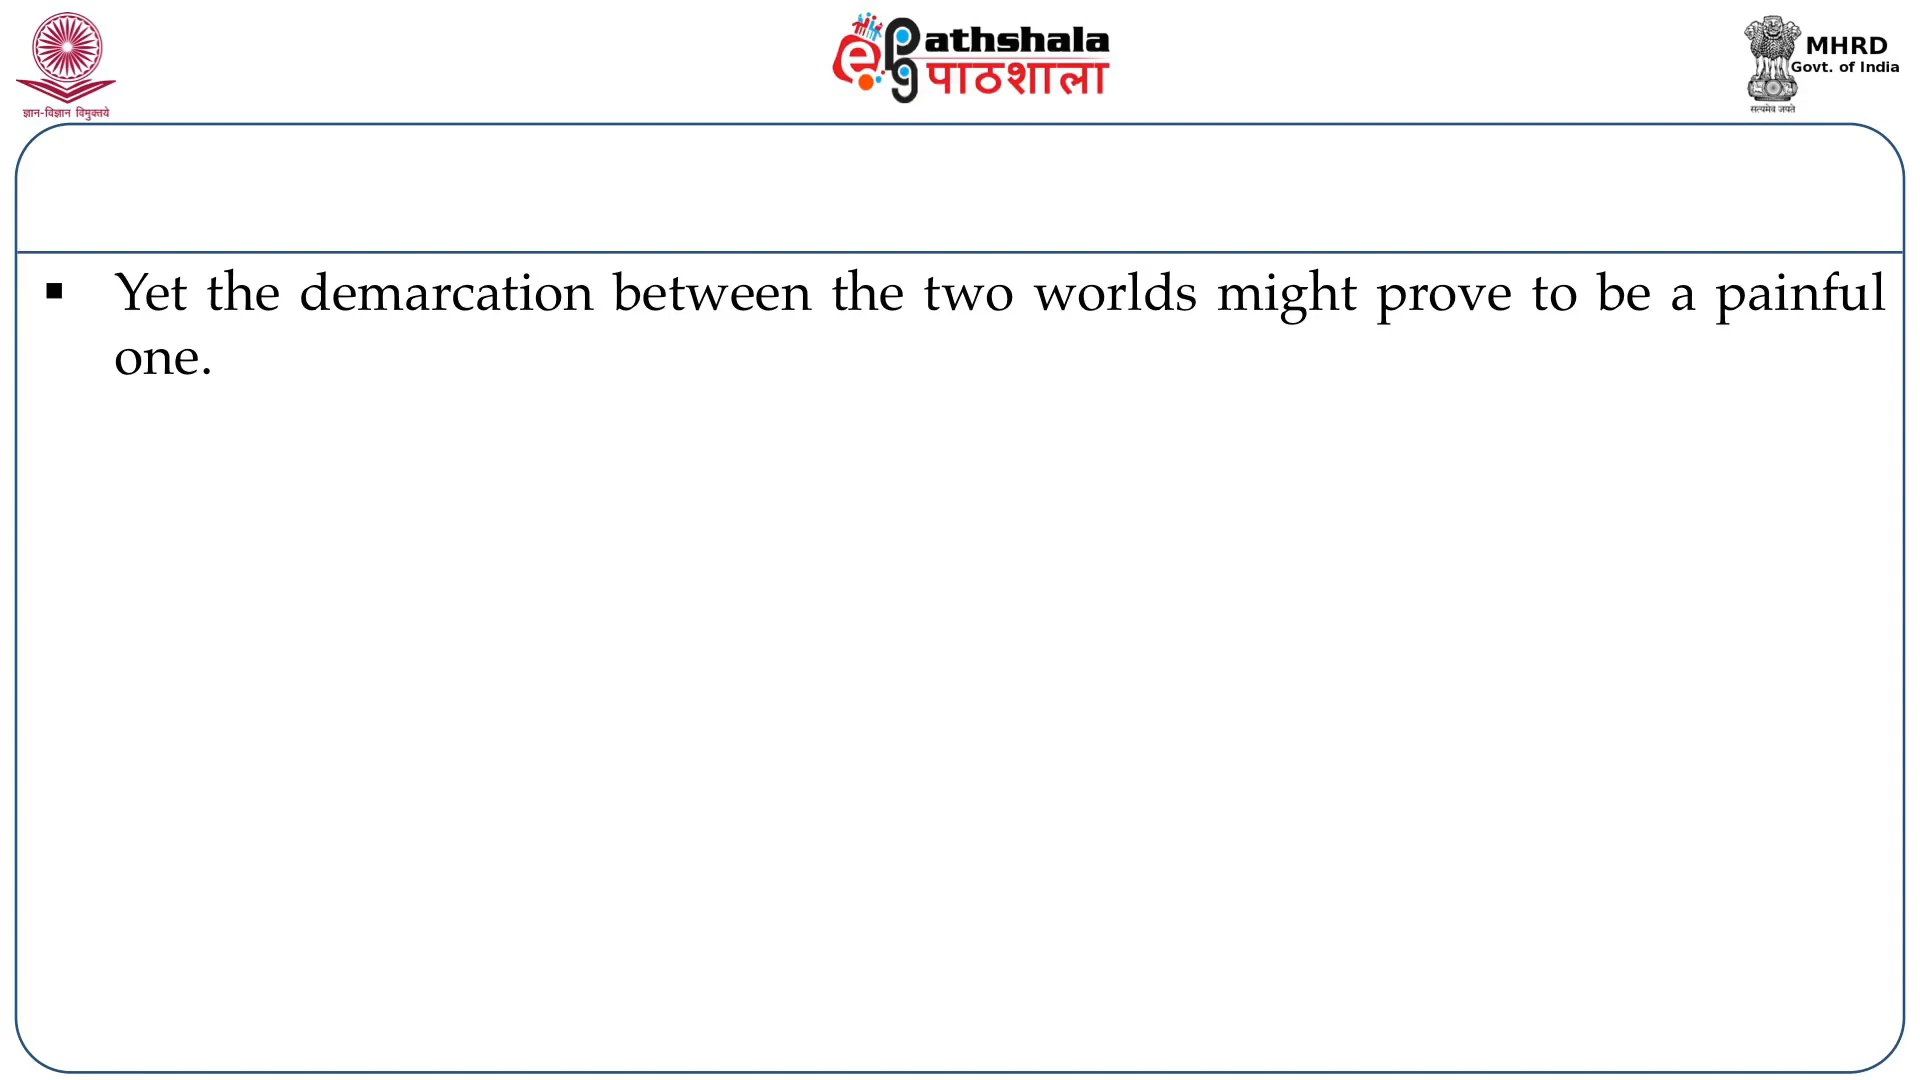 ज्ञान-विज्ञान विमुक्तये
ePathshala
पाठशाला
MHRD
Govt. of India
सत्यमेव जयते
▪ Yet the demarcation between the two worlds might prove to be a painful
one.